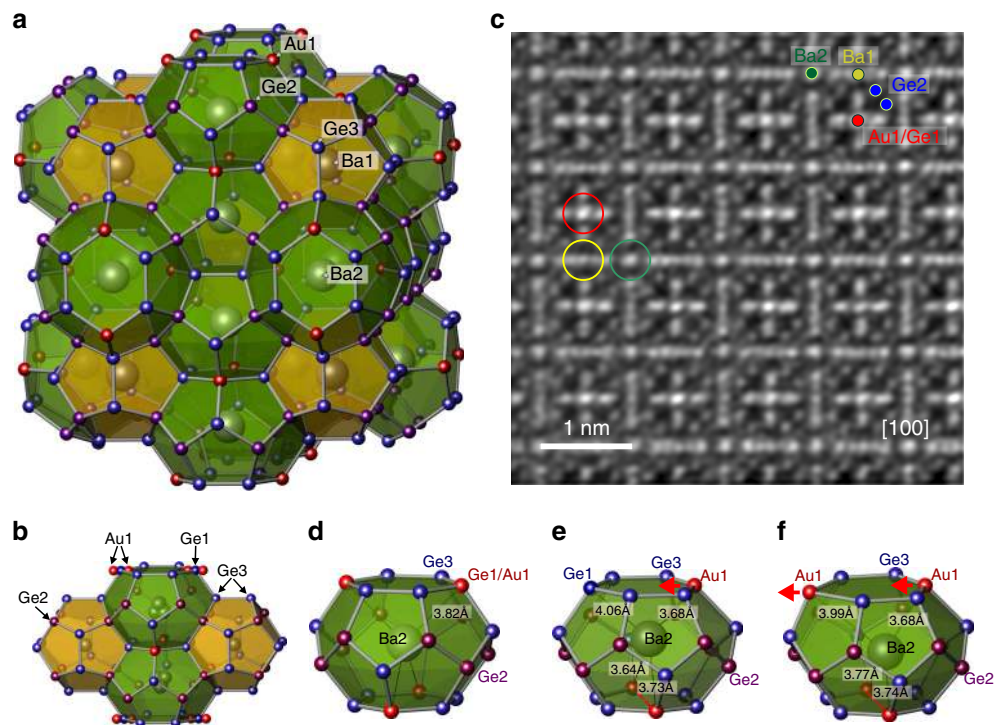 a
Au1
Ge2
Ge3
Ba1
Ba2
c
Ba2
Ba1
Ge2
Au1/Ge1
1 nm
[100]
b
Au1
Ge1
Ge2
Ge3
d
Ge3
Ge1/Au1
3.82Å
Ba2
Ge2
e
Ge1
Ge3
Au1
4.06Å
3.68Å
Ba2
3.64Å
3.73Å
Ge2
f
Au1
Ge3
Au1
3.99Å
3.68Å
Ba2
3.77Å
3.74Å
Ge2